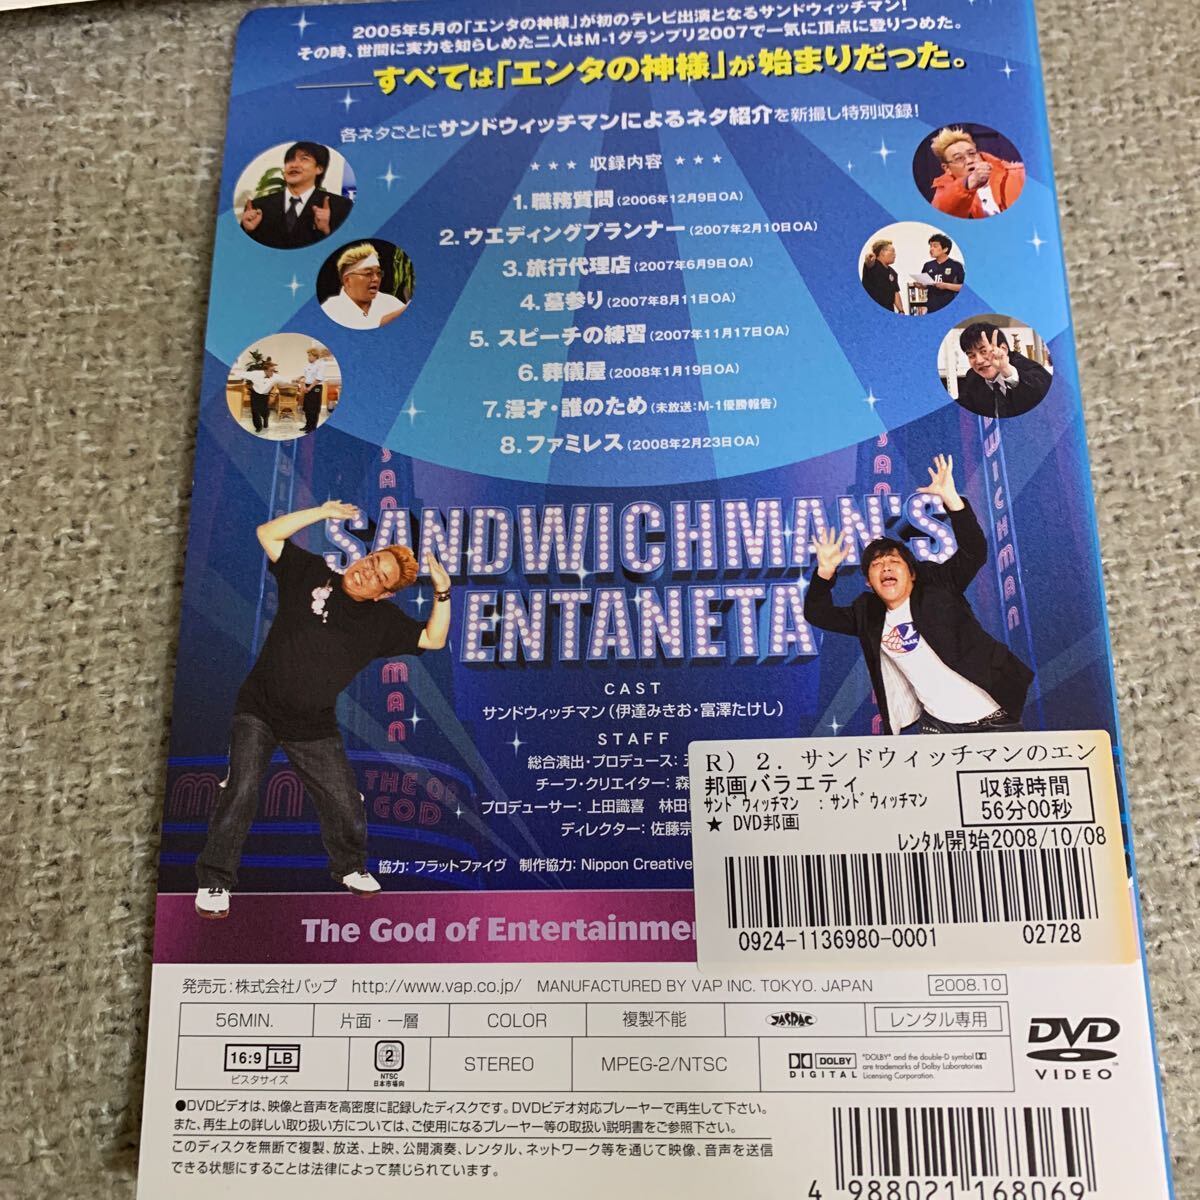 2005年5月の「エンタの神様」が初のテレビ出演となるサンドウィッチマン!
その時、世間に実力を知らしめた二人はM-1グランプリ2007で一気に頂点に登りつめた。
すべては「エンタの神様」が始まりだった。
各ネタごとにサンドウィッチマンによるネタ紹介を新撮し特別収録!
★ ★ ★ 収録内容 ★ ★ ★
1. 職務質問 (2006年12月9日OA)
2. ウエディングプランナー (2007年2月10日OA)
3. 旅行代理店 (2007年6月9日OA)
4. 墓参り (2007年8月11日OA)
5. スピーチの練習 (2007年11月17日OA)
6. 葬儀屋 (2008年1月19日OA)
7. 漫才・誰のため (未放送:M-1優勝報告)
8. ファミレス (2008年2月23日OA)
SANDWICHMAN'S
ENTANETA
CAST
サンドウィッチマン(伊達みきお・富澤たけし)
STAFF
総合演出・プロデュース:
チーフ・クリエイター: 森
プロデューサー: 上田識喜 林田
ディレクター: 佐藤宗
協力: フラットファイヴ 制作協力: Nippon Creative
THE OF
GOD
R) 2. サンドウィッチマンのエン
邦画バラエティ
サンドウィッチマン :サンドウィッチマン
★ DVD邦画
収録時間
56分00秒
レンタル開始2008/10/08
0924-1136980-0001 02728
The God of Entertainme
発売元:株式会社バップ http://www.vap.co.jp/ MANUFACTURED BY VAP INC. TOKYO. JAPAN 2008.10
56MIN. 片面・一層 COLOR 複製不能 JASRAC レンタル専用
16:9 LB
ビスタサイズ
2
NTSC
日本市場向
STEREO MPEG-2/NTSC
DOLBY
DIGITAL
"DOLBY" and the double-D symbol
are trademarks of Dolby Laboratories
Licensing Corporation.
DVD
VIDEO
●DVDビデオは、映像と音声を高密度に記録したディスクです。DVDビデオ対応プレーヤーで再生して下さい。
また、再生上の詳しい取り扱い方については、ご使用になるプレーヤー等の取扱い説明書をご参照下さい。
このディスクを無断で複製、放送、上映、公開演奏、レンタル、ネットワーク等を通じて映像、音声を送信
できる状態にすることは法律によって禁じられています。
4 988021 168069